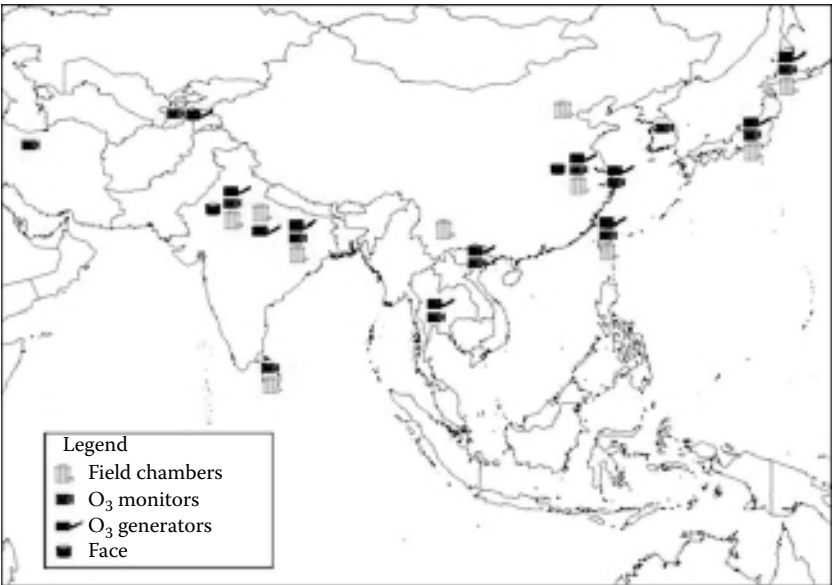 Legend
Field chambers
O₃ monitors
O₃ generators
Face